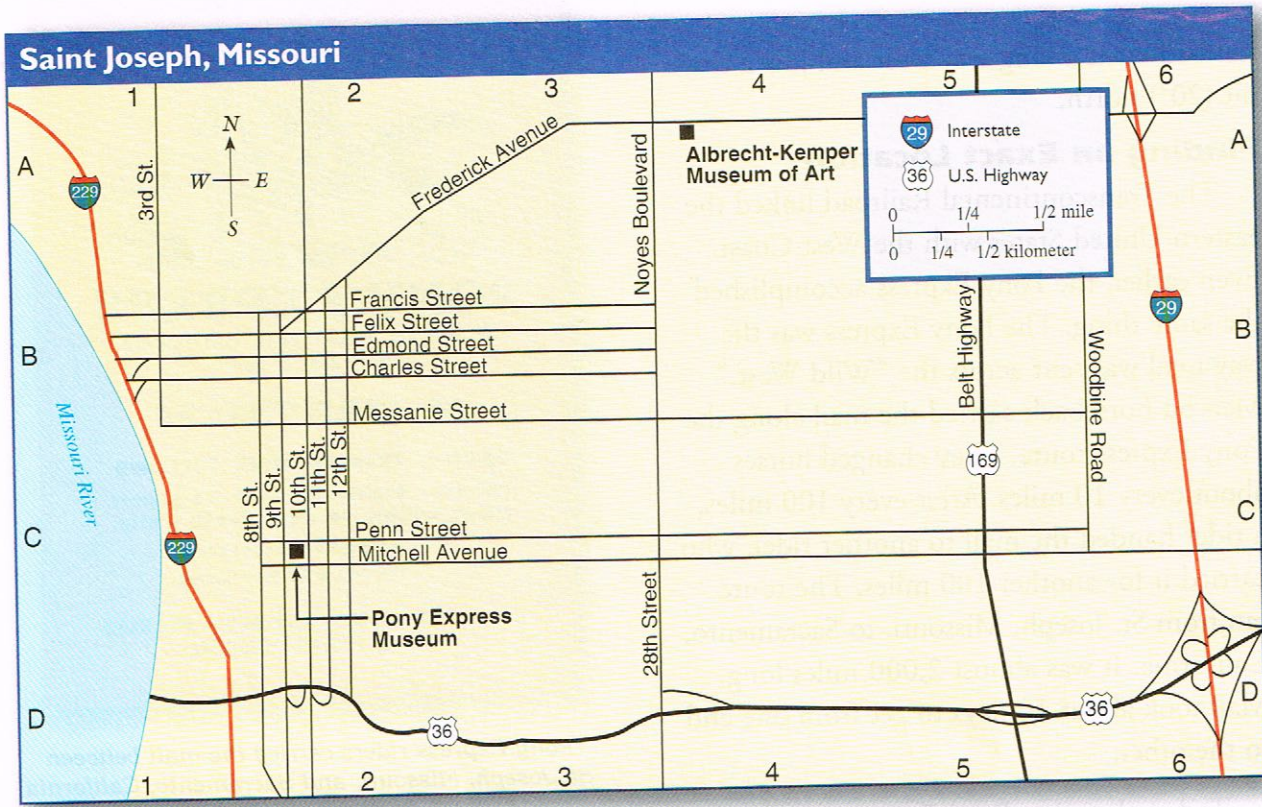 Saint Joseph, Missouri
1 2 3 4 5 6
N
W E
S
A
A
229
3rd St.
Frederick Avenue
Noyes Boulevard
Albrecht-Kemper
Museum of Art
29 Interstate
36 U.S. Highway
0 1/4 1/2 mile
0 1/4 1/2 kilometer
Francis Street
Felix Street
Edmond Street
Charles Street
Messanie Street
B
B
29
Belt Highway
Woodbine Road
Missouri River
8th St.
9th St.
10th St.
11th St.
12th St.
169
C
C
229
Penn Street
Mitchell Avenue
Pony Express
Museum
28th Street
D
D
36
36
1 2 3 4 5 6